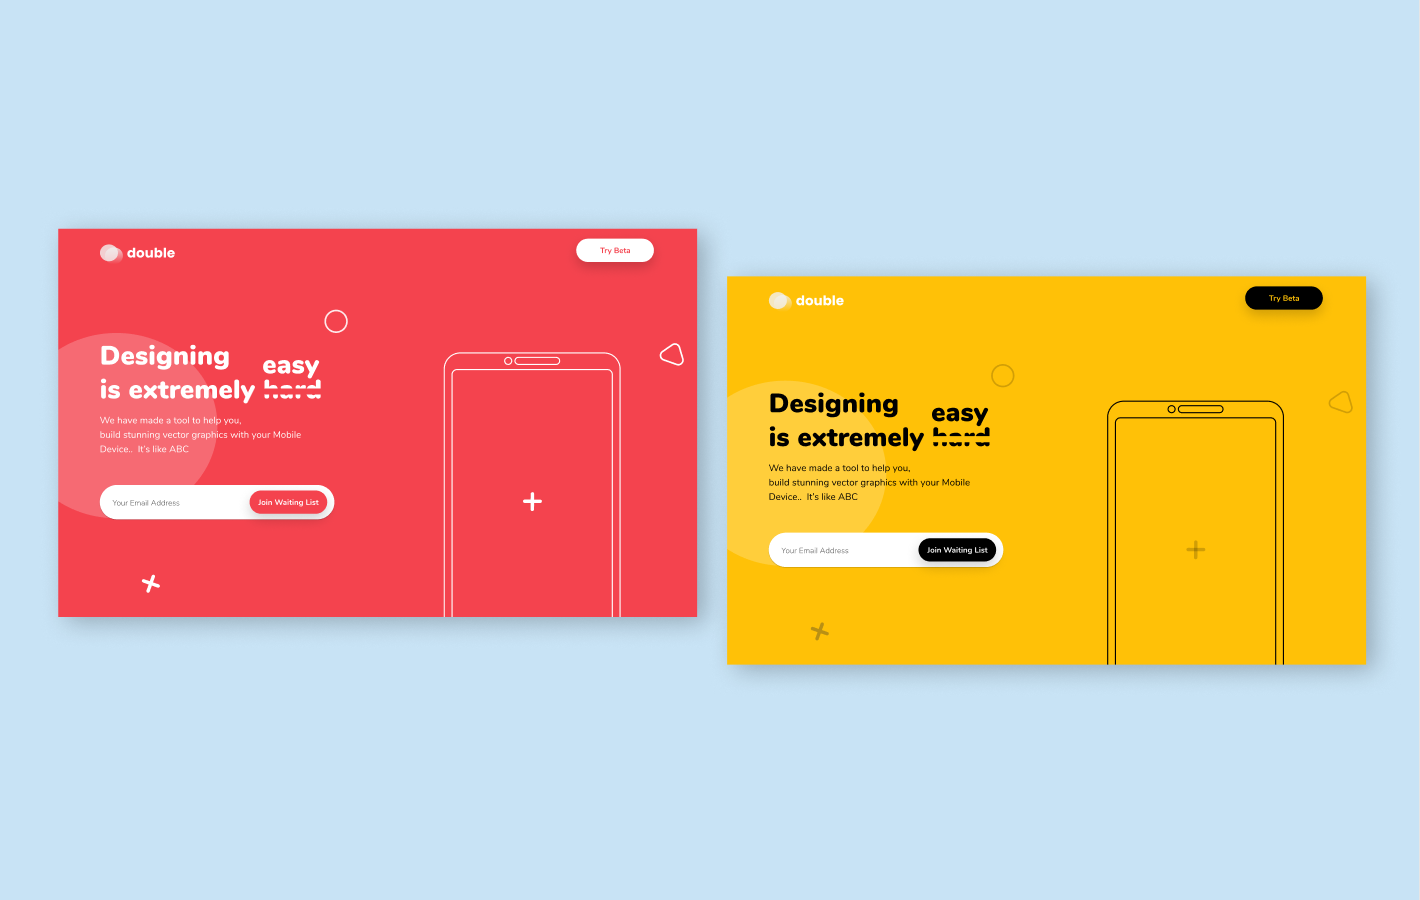 double
Try Beta
Designing
easy
is extremely hard
We have made a tool to help you,
build stunning vector graphics with your Mobile
Device.. It's like ABC
Your Email Address
Join Waiting List
double
Try Beta
Designing
easy
is extremely hard
We have made a tool to help you,
build stunning vector graphics with your Mobile
Device.. It's like ABC
Your Email Address
Join Waiting List